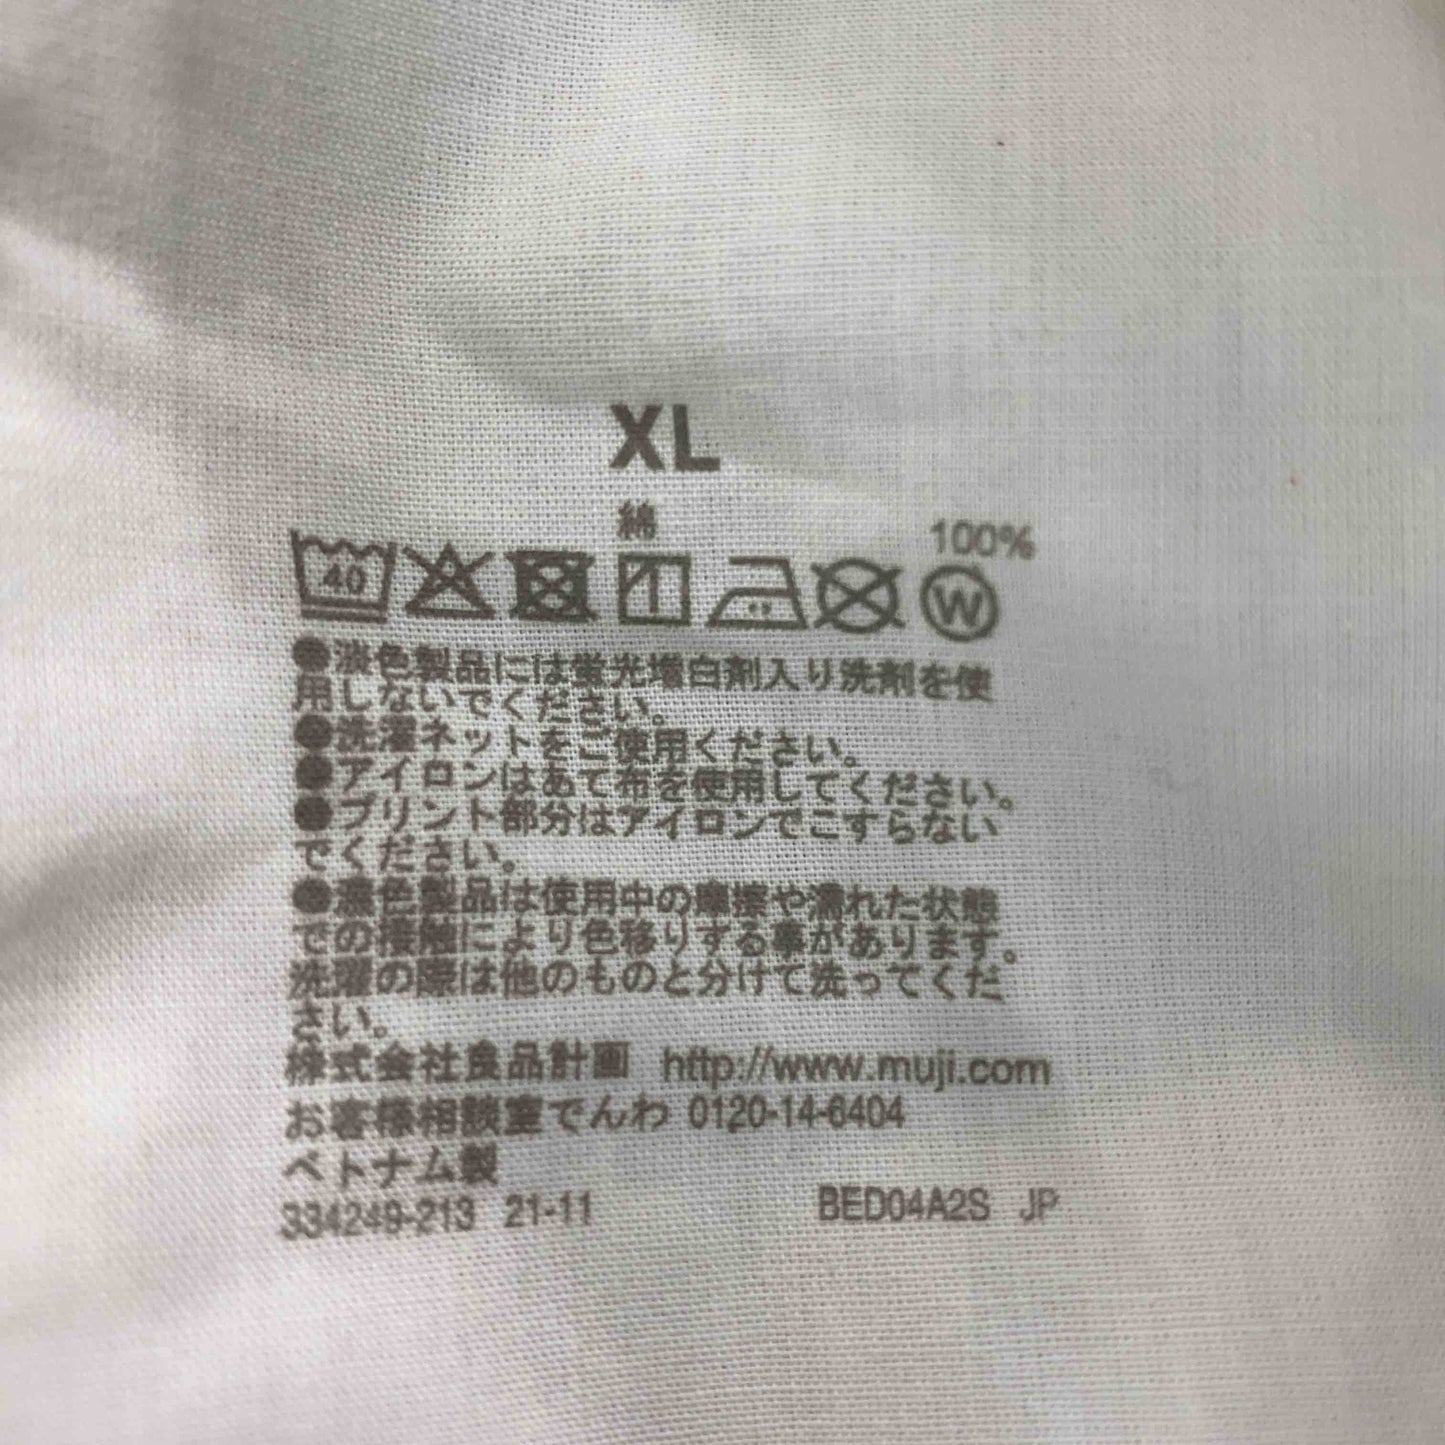 XL
綿
100%
40
W
●淡色製品には蛍光増白剤入り洗剤を使
用しないでください。
●洗濯ネットをご使用ください。
●アイロンはあて布を使用してください。
●プリント部分はアイロンでこすらない
でください。
●濃色製品は使用中の摩擦や濡れた状態
での接触により色移りする事があります。
洗濯の際は他のものと分けて洗ってくだ
さい。
株式会社良品計画 http://www.muji.com
お客様相談室でんわ 0120-14-6404
ベトナム製
334249-213 21-11 BED04A2S JP